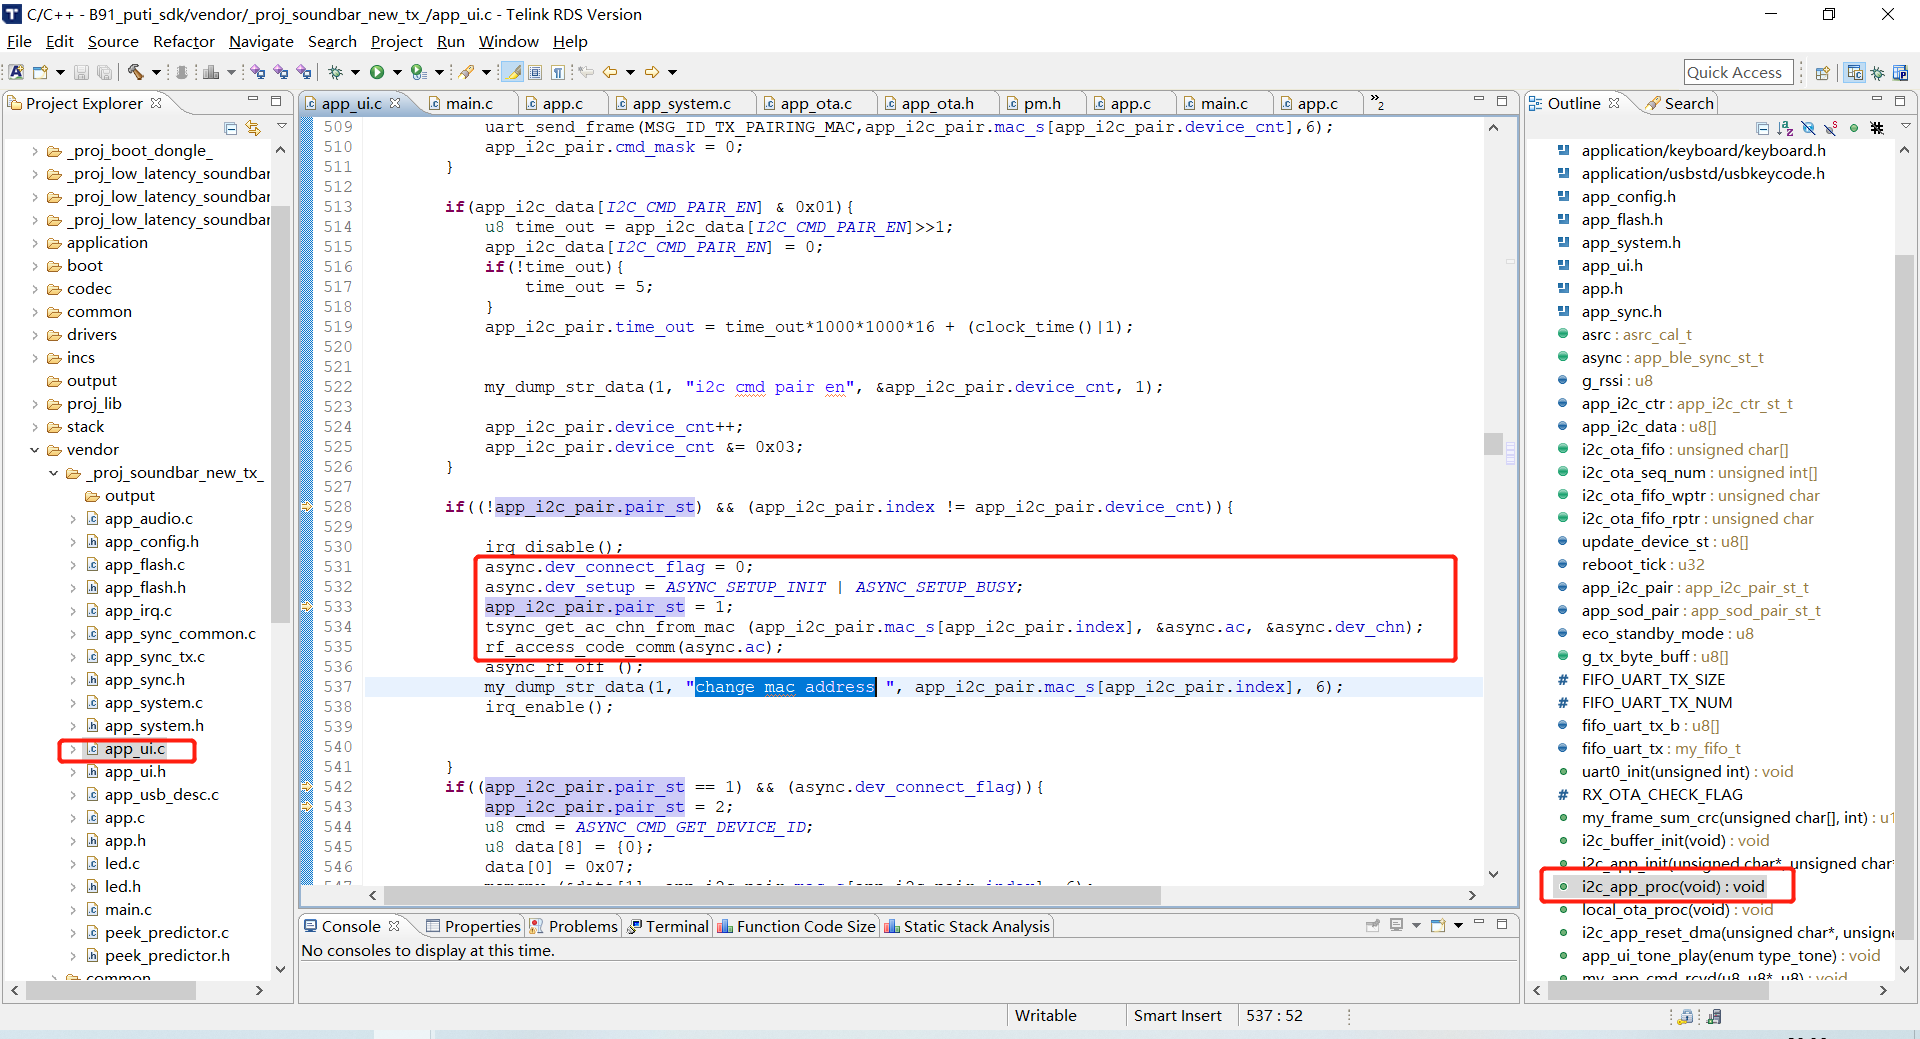 C/C++ - B91_puti_sdk/vendor/_proj_soundbar_new_tx_/app_ui.c - Telink RDS Version
File Edit Source Refactor Navigate Search Project Run Window Help
Quick Access
Project Explorer
_proj_boot_dongle_
_proj_low_latency_soundbar
_proj_low_latency_soundbar
_proj_low_latency_soundbar
application
boot
codec
common
drivers
incs
output
proj_lib
stack
vendor
_proj_soundbar_new_tx_
output
app_audio.c
app_config.h
app_flash.c
app_flash.h
app_irq.c
app_sync_common.c
app_sync_tx.c
app_sync.h
app_system.c
app_system.h
app_ui.c
app_ui.h
app_usb_desc.c
app.c
app.h
led.c
led.h
main.c
peek_predictor.c
peek_predictor.h
common
app_ui.c main.c app.c app_system.c app_ota.c app_ota.h pm.h app.c main.c app.c »2
509 uart_send_frame(MSG_ID_TX_PAIRING_MAC,app_i2c_pair.mac_s[app_i2c_pair.device_cnt],6);
510 app_i2c_pair.cmd_mask = 0;
511 }
512
513 if(app_i2c_data[I2C_CMD_PAIR_EN] & 0x01){
514 u8 time_out = app_i2c_data[I2C_CMD_PAIR_EN]>>1;
515 app_i2c_data[I2C_CMD_PAIR_EN] = 0;
516 if(!time_out){
517 time_out = 5;
518 }
519 app_i2c_pair.time_out = time_out*1000*1000*16 + (clock_time()|1);
520
521
522 my_dump_str_data(1, "i2c cmd pair en", &app_i2c_pair.device_cnt, 1);
523
524 app_i2c_pair.device_cnt++;
525 app_i2c_pair.device_cnt &= 0x03;
526 }
527
528 if((!app_i2c_pair.pair_st) && (app_i2c_pair.index != app_i2c_pair.device_cnt)){
529
530 irq_disable();
531 async.dev_connect_flag = 0;
532 async.dev_setup = ASYNC_SETUP_INIT | ASYNC_SETUP_BUSY;
533 app_i2c_pair.pair_st = 1;
534 tsync_get_ac_chn_from_mac (app_i2c_pair.mac_s[app_i2c_pair.index], &async.ac, &async.dev_chn);
535 rf_access_code_comm(async.ac);
536 async_rf_off ();
537 my_dump_str_data(1, "change mac address ", app_i2c_pair.mac_s[app_i2c_pair.index], 6);
538 irq_enable();
539
540
541 }
542 if((app_i2c_pair.pair_st == 1) && (async.dev_connect_flag)){
543 app_i2c_pair.pair_st = 2;
544 u8 cmd = ASYNC_CMD_GET_DEVICE_ID;
545 u8 data[8] = {0};
546 data[0] = 0x07;
Console Properties Problems Terminal Function Code Size Static Stack Analysis
No consoles to display at this time.
Outline Search
application/keyboard/keyboard.h
application/usbstd/usbkeycode.h
app_config.h
app_flash.h
app_system.h
app_ui.h
app.h
app_sync.h
asrc : asrc_cal_t
async : app_ble_sync_st_t
g_rssi : u8
app_i2c_ctr : app_i2c_ctr_st_t
app_i2c_data : u8[]
i2c_ota_fifo : unsigned char[]
i2c_ota_seq_num : unsigned int[]
i2c_ota_fifo_wptr : unsigned char
i2c_ota_fifo_rptr : unsigned char
update_device_st : u8[]
reboot_tick : u32
app_i2c_pair : app_i2c_pair_st_t
app_sod_pair : app_sod_pair_st_t
eco_standby_mode : u8
g_tx_byte_buff : u8[]
# FIFO_UART_TX_SIZE
# FIFO_UART_TX_NUM
fifo_uart_tx_b : u8[]
fifo_uart_tx : my_fifo_t
uart0_init(unsigned int) : void
# RX_OTA_CHECK_FLAG
my_frame_sum_crc(unsigned char[], int) : u1
i2c_buffer_init(void) : void
i2c_app_init(unsigned char*, unsigned char*
i2c_app_proc(void) : void
local_ota_proc(void) : void
i2c_app_reset_dma(unsigned char*, unsigne
app_ui_tone_play(enum type_tone) : void
my_app_cmd_rcvd(u8, u8*, u8) : void
Writable Smart Insert 537 : 52